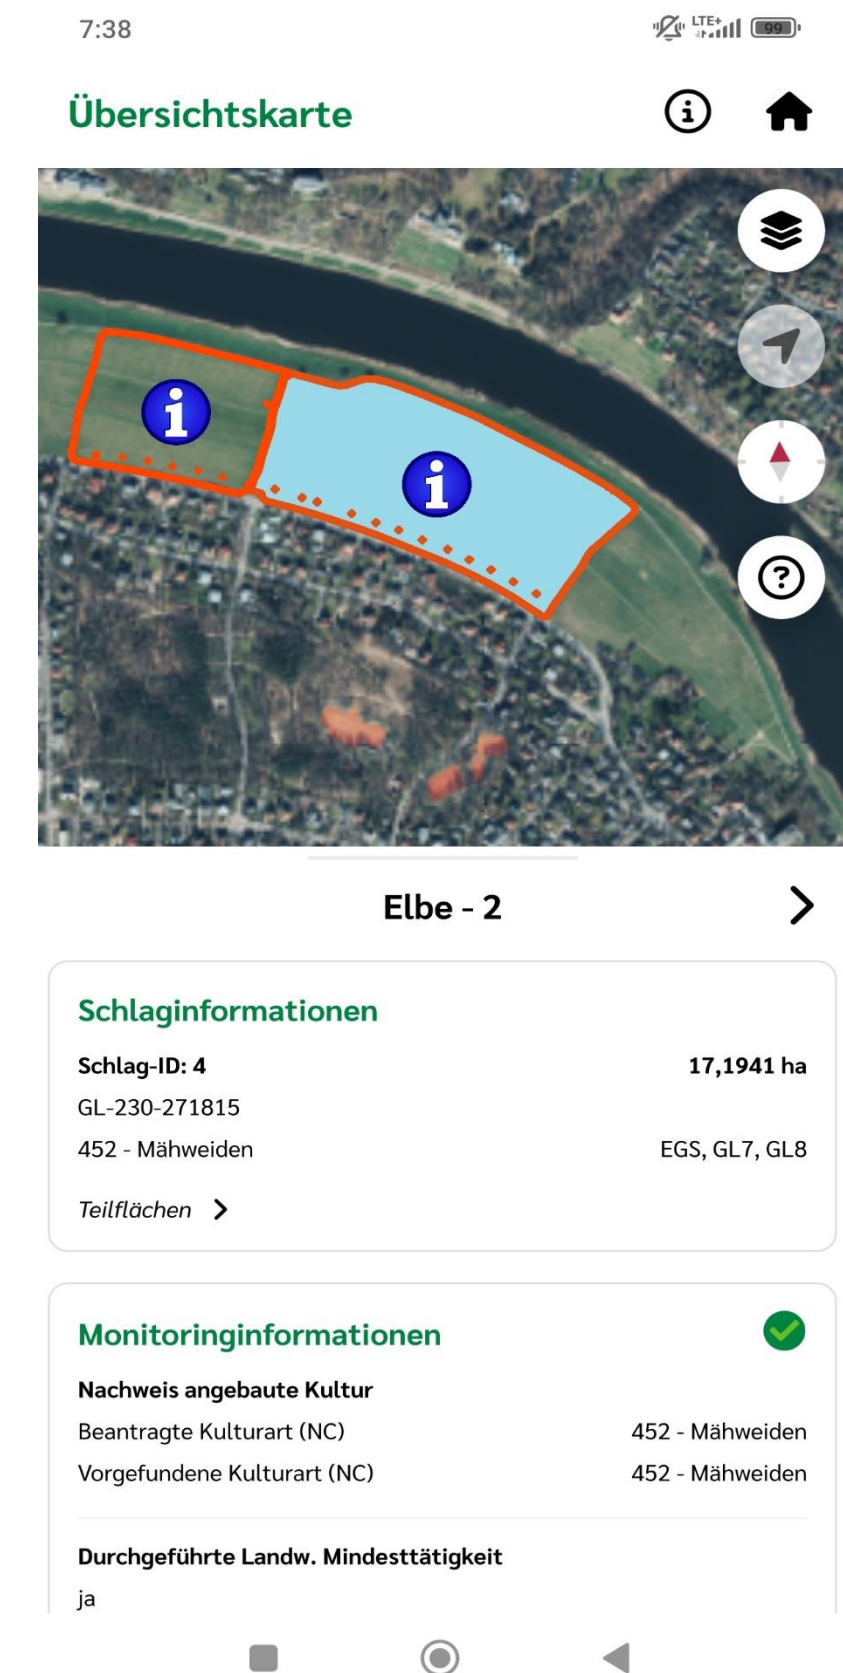 7:38
LTE+
99
Übersichtskarte
Elbe - 2
Schlaginformationen
Schlag-ID: 4 17,1941 ha
GL-230-271815
452 - Mähweiden EGS, GL7, GL8
Teilflächen
Monitoringinformationen
Nachweis angebaute Kultur
Beantragte Kulturart (NC) 452 - Mähweiden
Vorgefundene Kulturart (NC) 452 - Mähweiden
Durchgeführte Landw. Mindesttätigkeit
ja